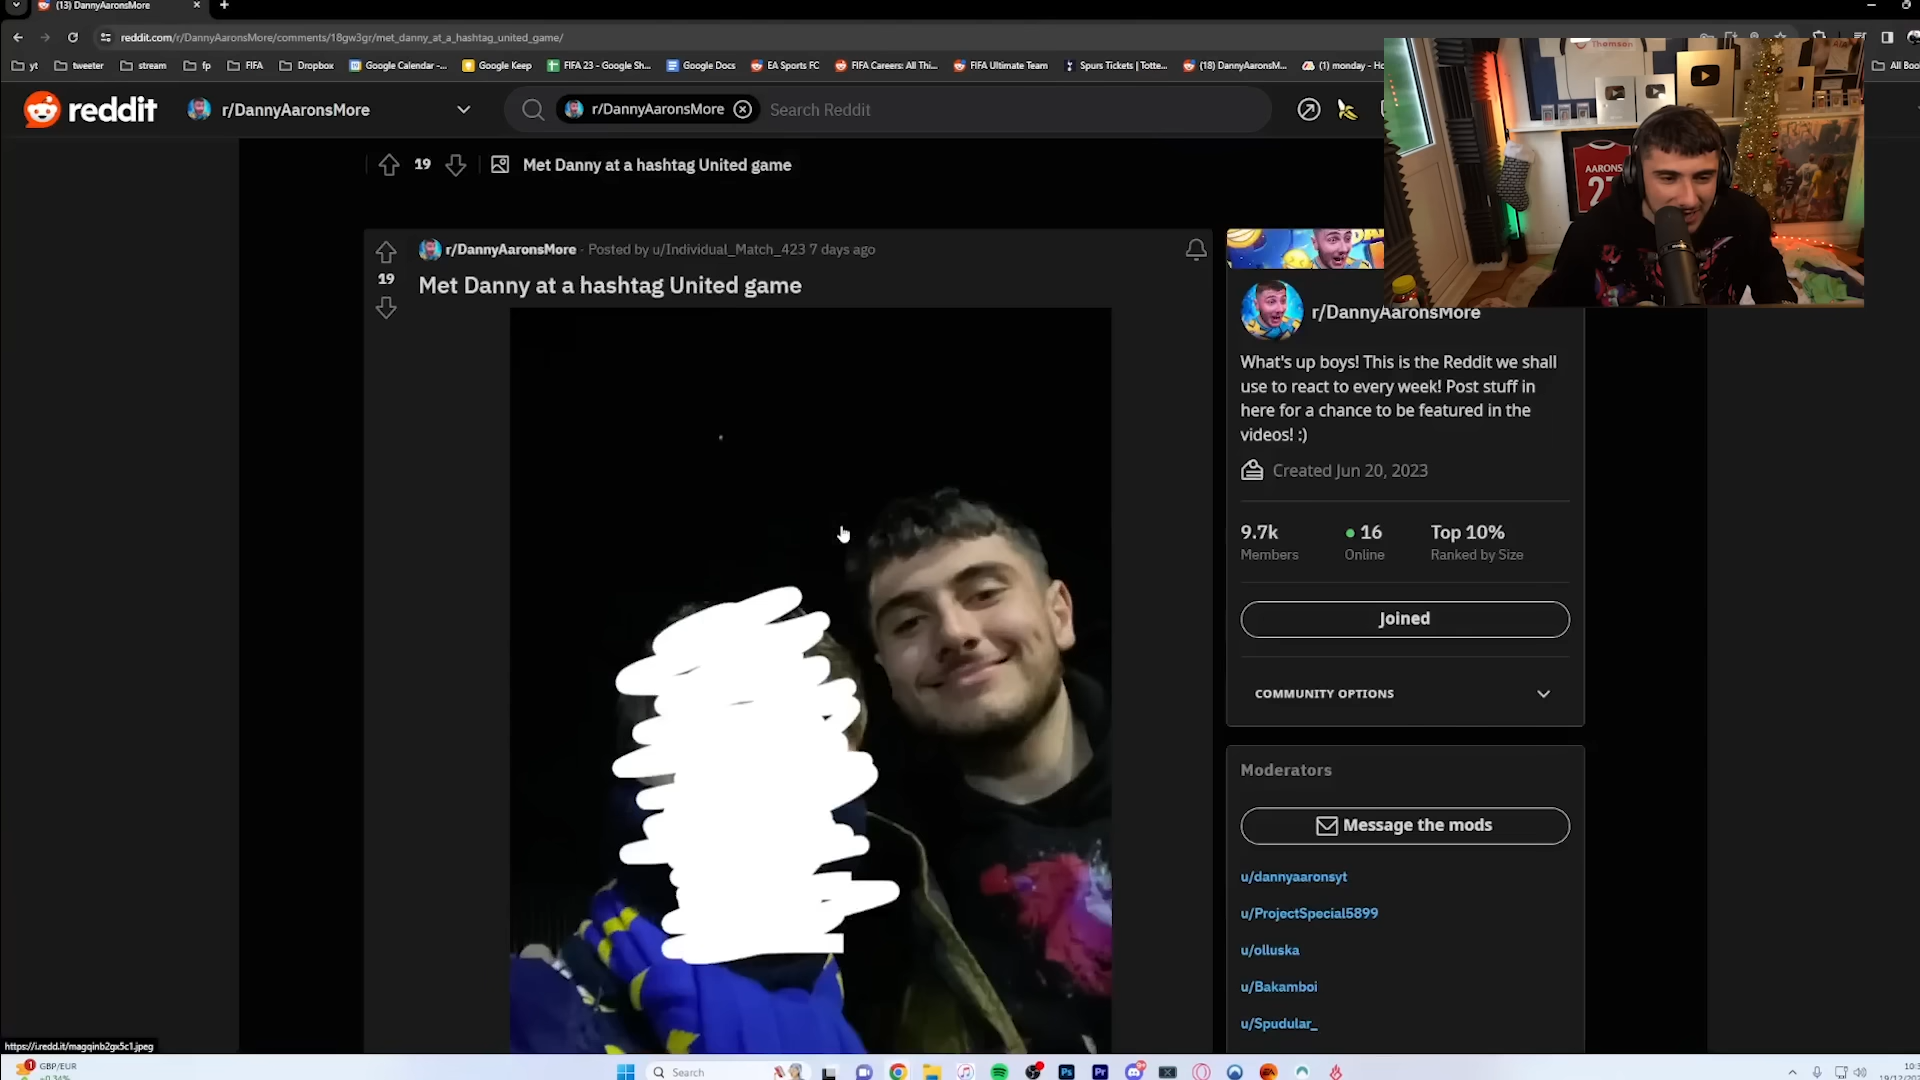 (13) DannyAaronsMore
reddit.com/r/DannyAaronsMore/comments/18gw3gr/met_danny_at_a_hashtag_united_game/
yt tweeter stream fp FIFA Dropbox Google Calendar -... Google Keep FIFA 23 - Google Sh... Google Docs EA Sports FC FIFA Careers: All Thi... FIFA Ultimate Team Spurs Tickets | Totte... (18) DannyAaronsM... (1) monday - Ho All Boo
reddit r/DannyAaronsMore r/DannyAaronsMore Search Reddit
Thomson
AARONS
19 Met Danny at a hashtag United game
r/DannyAaronsMore · Posted by u/Individual_Match_423 7 days ago
19
Met Danny at a hashtag United game
r/DannyAaronsMore
What's up boys! This is the Reddit we shall
use to react to every week! Post stuff in
here for a chance to be featured in the
videos! :)
Created Jun 20, 2023
9.7k 16 Top 10%
Members Online Ranked by Size
Joined
COMMUNITY OPTIONS
Moderators
Message the mods
u/dannyaaronsyt
u/ProjectSpecial5899
u/olluska
u/Bakamboi
u/Spudular_
https://i.redd.it/magqinb2gx5c1.jpeg
1 GBP/EUR
+0.34%
Search
Ps Pr EA